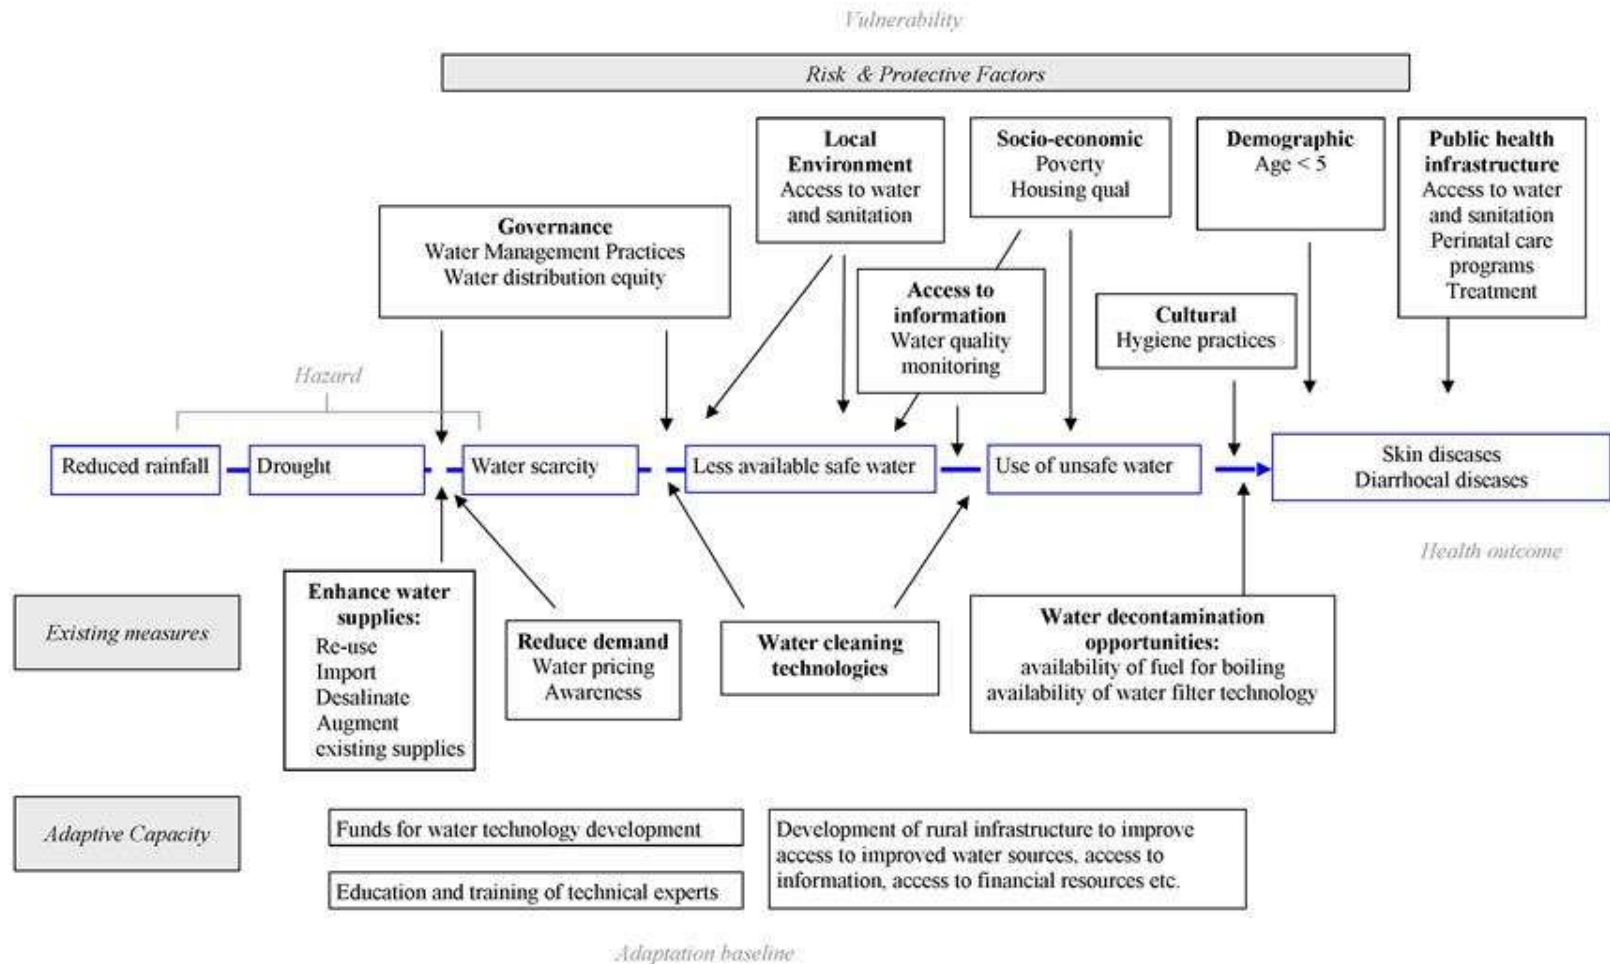 Vulnerability
Risk & Protective Factors
Local
Environment
Access to water
and sanitation
Socio-economic
Poverty
Housing qual
Demographic
Age < 5
Public health
infrastructure
Access to water
and sanitation
Perinatal care
programs
Treatment
Governance
Water Management Practices
Water distribution equity
Access to
information
Water quality
monitoring
Cultural
Hygiene practices
Hazard
Reduced rainfall
Drought
Water scarcity
Less available safe water
Use of unsafe water
Skin diseases
Diarrhoeal diseases
Health outcome
Existing measures
Enhance water
supplies:
Re-use
Import
Desalinate
Augment
existing supplies
Reduce demand
Water pricing
Awareness
Water cleaning
technologies
Water decontamination
opportunities:
availability of fuel for boiling
availability of water filter technology
Adaptive Capacity
Funds for water technology development
Education and training of technical experts
Development of rural infrastructure to improve
access to improved water sources, access to
information, access to financial resources etc.
Adaptation baseline